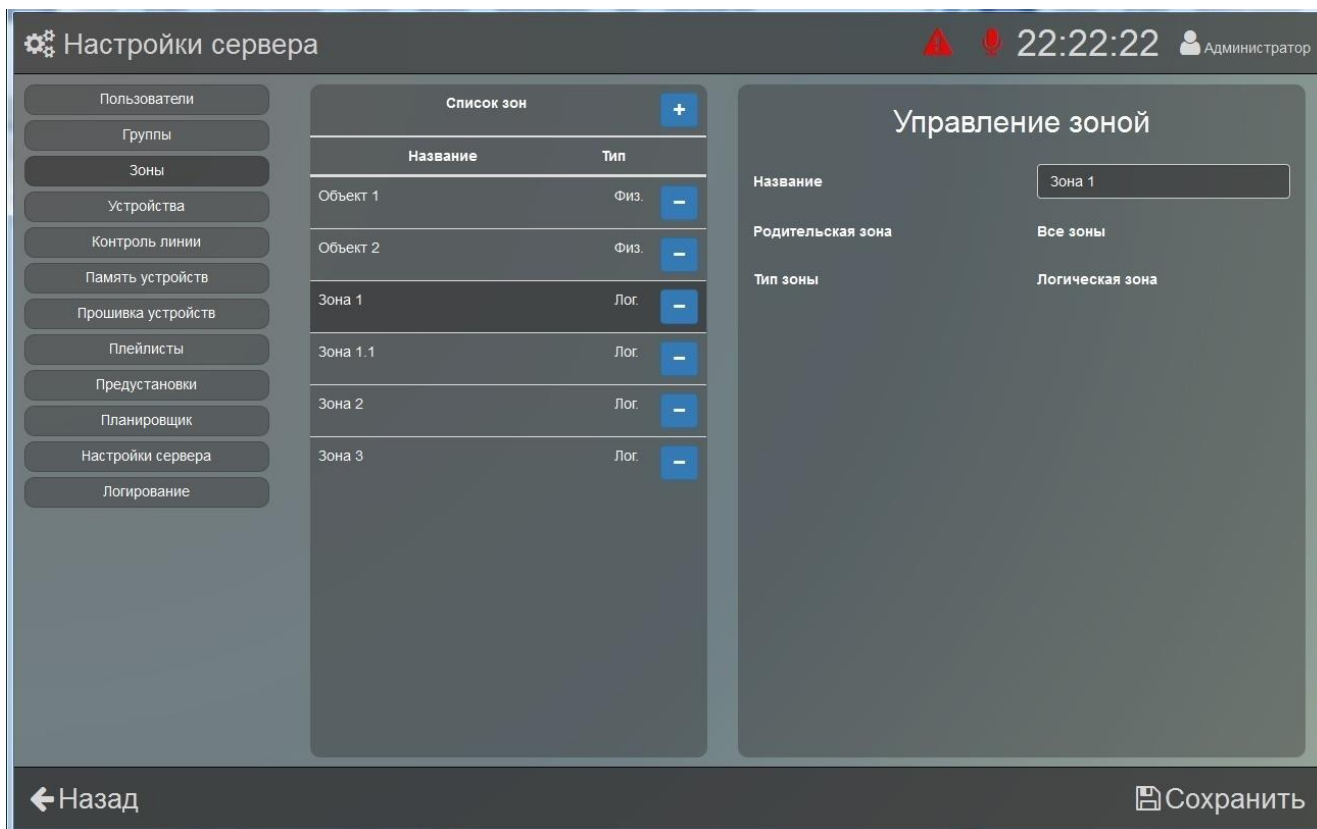 Настройки сервера
22:22:22
Администратор
Пользователи
Группы
Зоны
Устройства
Контроль линии
Память устройств
Прошивка устройств
Плейлисты
Предустановки
Планировщик
Настройки сервера
Логирование
Список зон
+
Название Тип
Объект 1 Физ. −
Объект 2 Физ. −
Зона 1 Лог. −
Зона 1.1 Лог. −
Зона 2 Лог. −
Зона 3 Лог. −
Управление зоной
Название Зона 1
Родительская зона Все зоны
Тип зоны Логическая зона
Назад
Сохранить